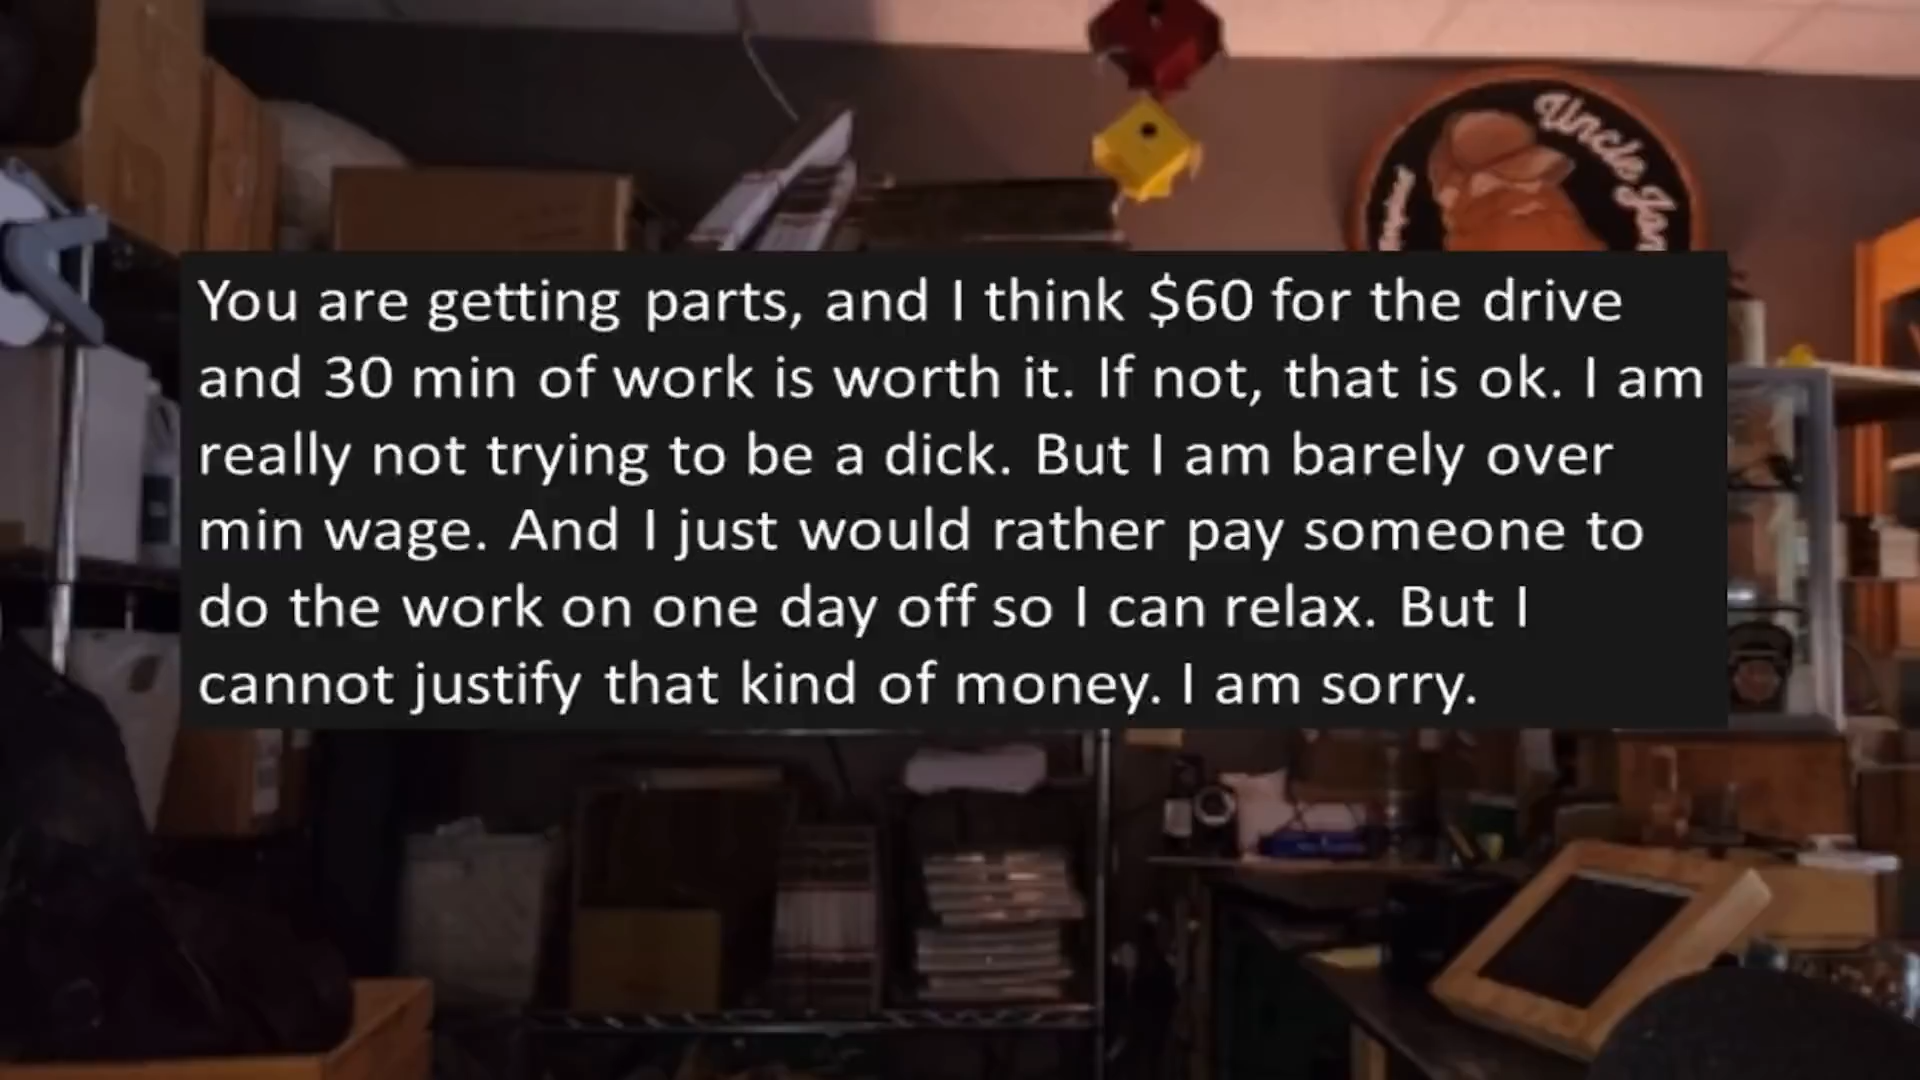 Uncle Jam
You are getting parts, and I think $60 for the drive
and 30 min of work is worth it. If not, that is ok. I am
really not trying to be a dick. But I am barely over
min wage. And I just would rather pay someone to
do the work on one day off so I can relax. But I
cannot justify that kind of money. I am sorry.